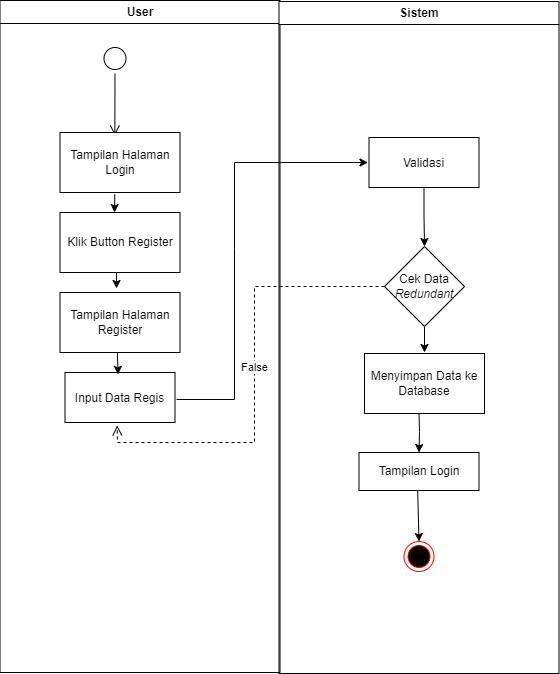 User
Sistem
Tampilan Halaman
Login
Klik Button Register
Tampilan Halaman
Register
Input Data Regis
Validasi
Cek Data
Redundant
False
Menyimpan Data ke
Database
Tampilan Login